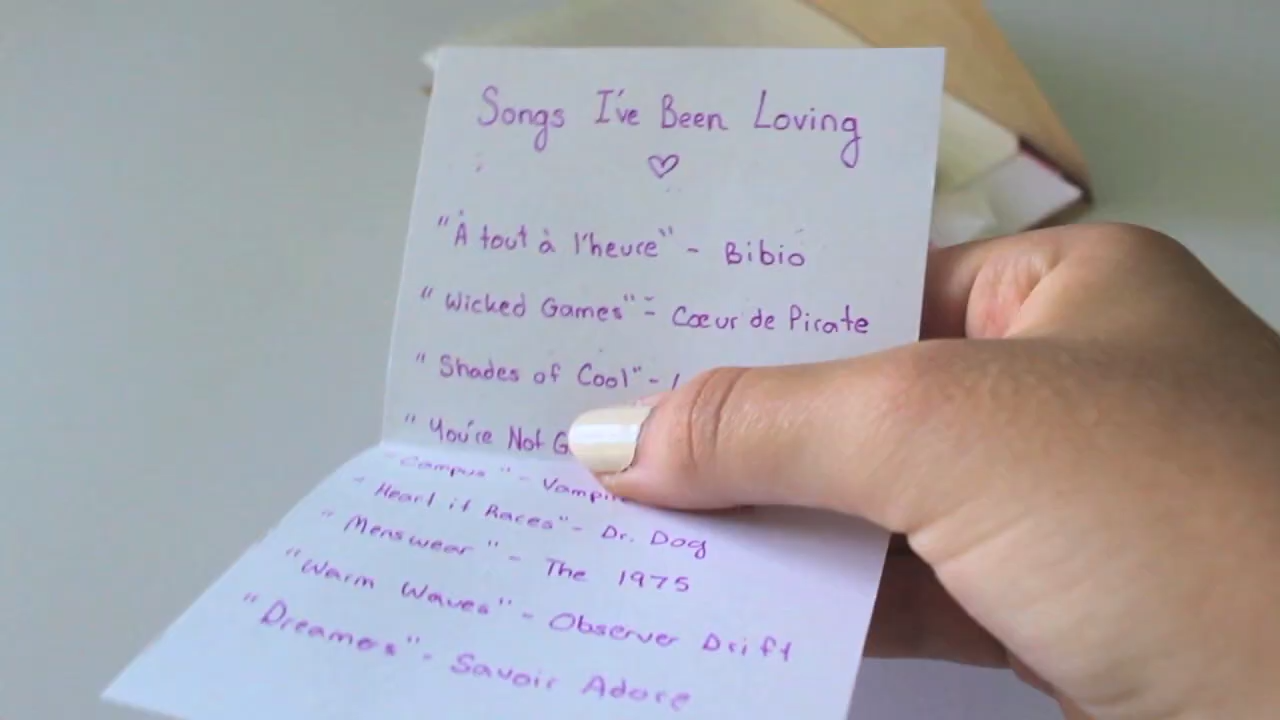 Songs I've Been Loving
"À tout à l'heure" - Bibio
"Wicked Games" - Cœur de Pirate
"Shades of Cool" -
"You're Not
"Campus" -
"Heart it Races" - Dr. Dog
"Menswear" - The 1975
"Warm Waves" - Observer Drift
"Dreamers" - Savoir Adore